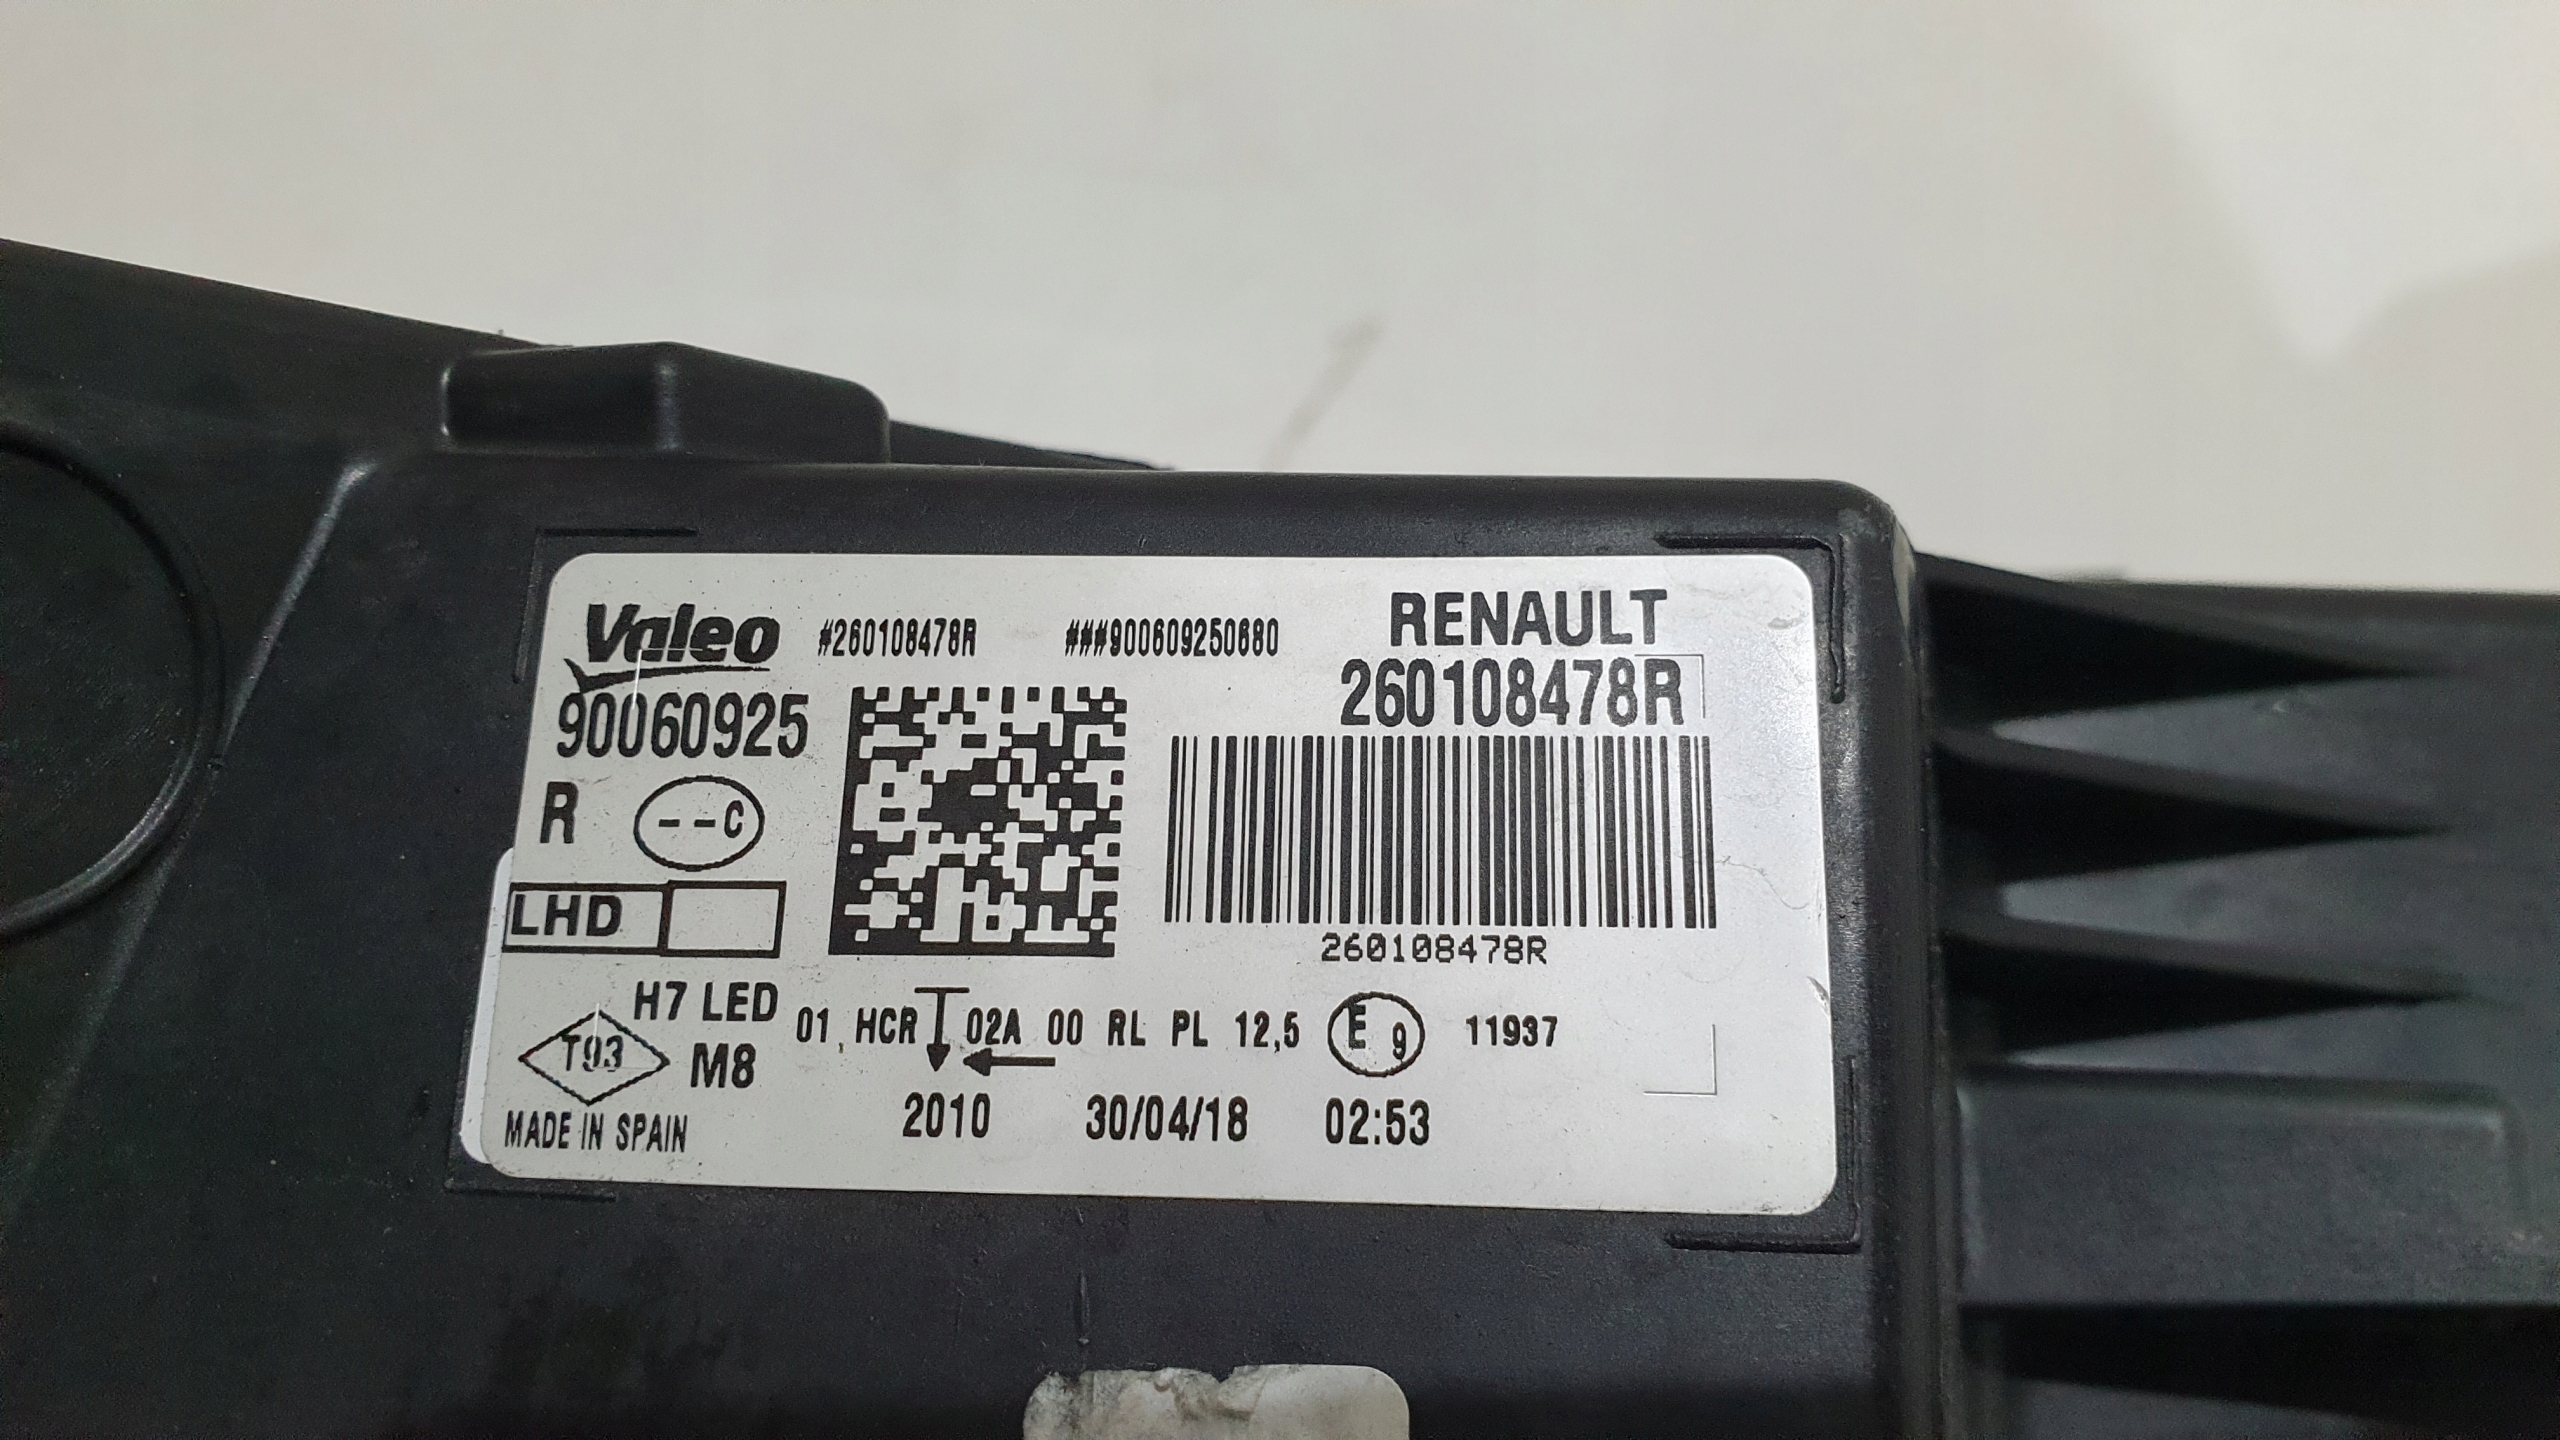 Valeo #260108478R ###900609250680 RENAULT
90060925 260108478R
R --C
LHD
260108478R
H7 LED
01 HCR 02A 00 RL PL 12,5 E 9 11937
T93 M8
2010 30/04/18 02:53
MADE IN SPAIN